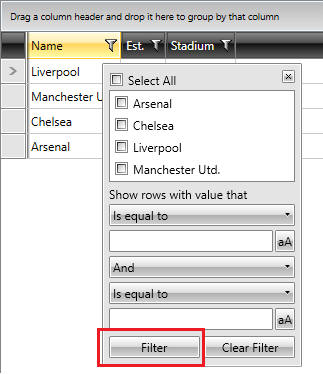 Drag a column header and drop it here to group by that column
Name Est. Stadium
Liverpool
Manchester U
Chelsea
Arsenal
Select All
Arsenal
Chelsea
Liverpool
Manchester Utd.
Show rows with value that
Is equal to
aA
And
Is equal to
aA
Filter Clear Filter